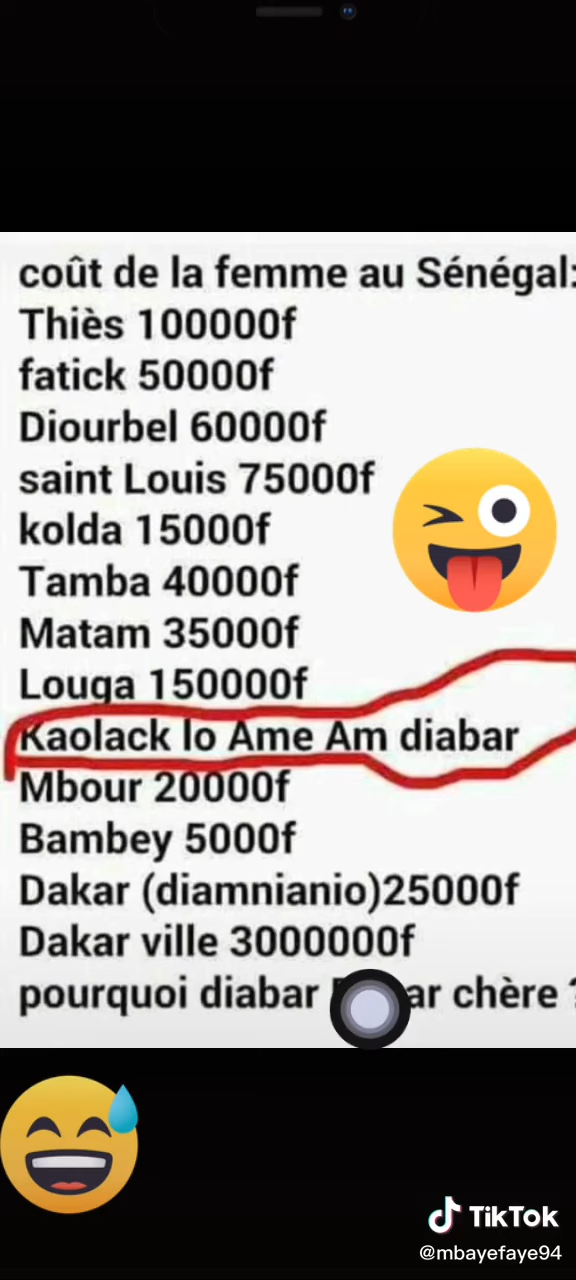 coût de la femme au Sénégal:
Thiès 100000f
fatick 50000f
Diourbel 60000f
saint Louis 75000f
kolda 15000f
Tamba 40000f
Matam 35000f
Louga 150000f
Kaolack lo Ame Am diabar
Mbour 20000f
Bambey 5000f
Dakar (diamnianio)25000f
Dakar ville 3000000f
pourquoi diabar chère ?
TikTok
@mbayefaye94